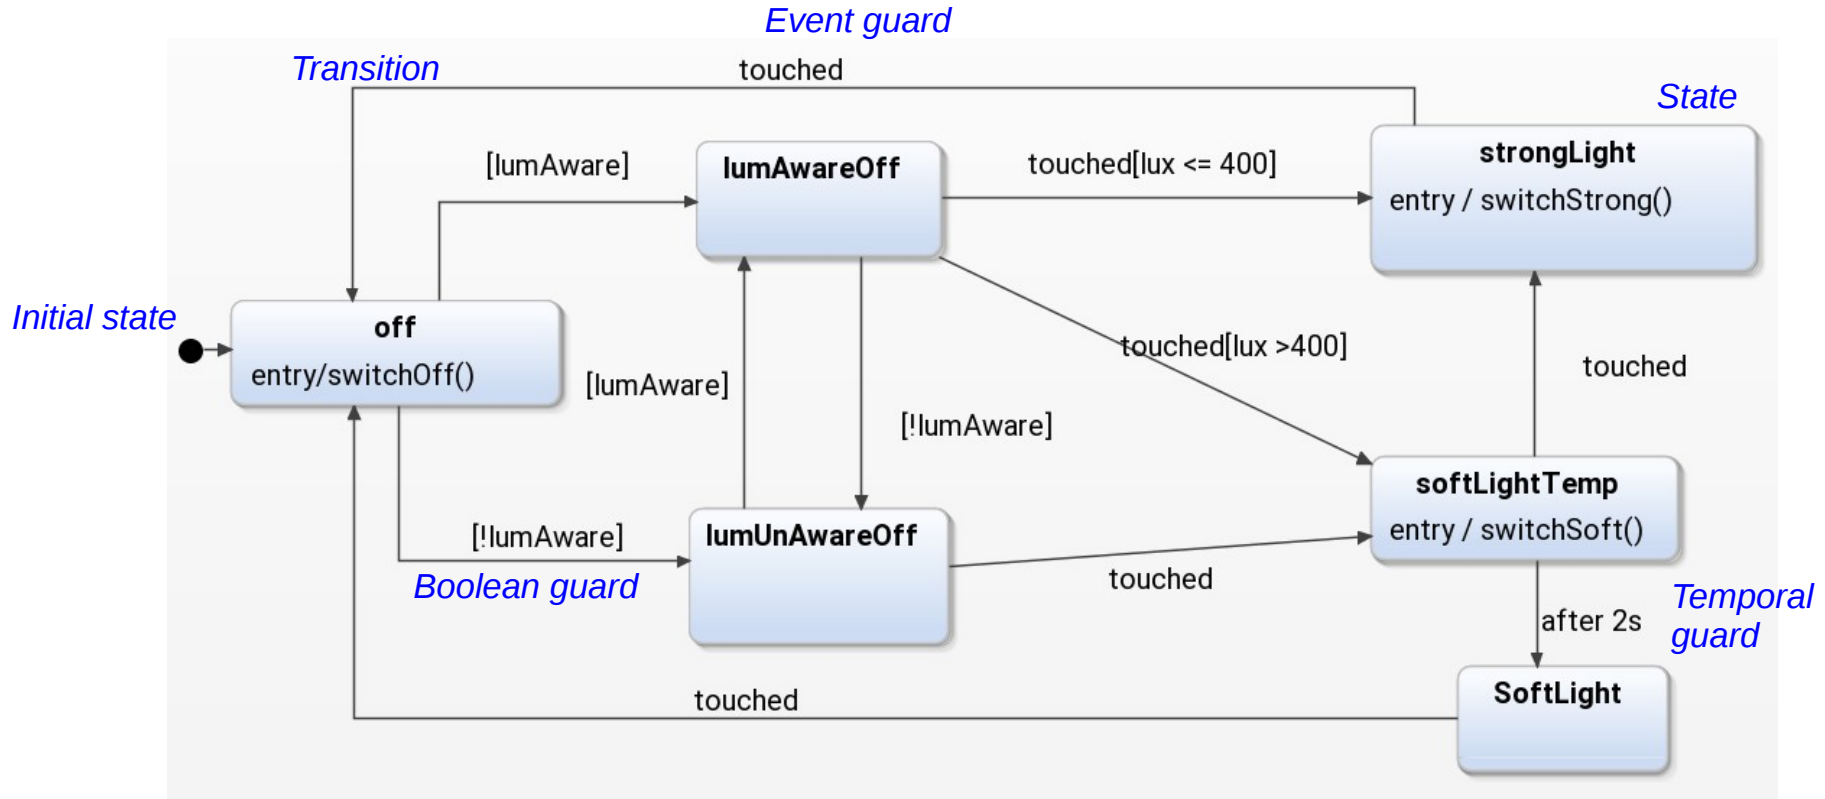 Event guard
Transition
touched
State
[lumAware]
lumAwareOff
touched[lux <= 400]
strongLight
entry / switchStrong()
Initial state
off
entry/switchOff()
[lumAware]
touched[lux >400]
touched
[!lumAware]
softLightTemp
entry / switchSoft()
[!lumAware]
lumUnAwareOff
Boolean guard
touched
Temporal
guard
after 2s
touched
SoftLight